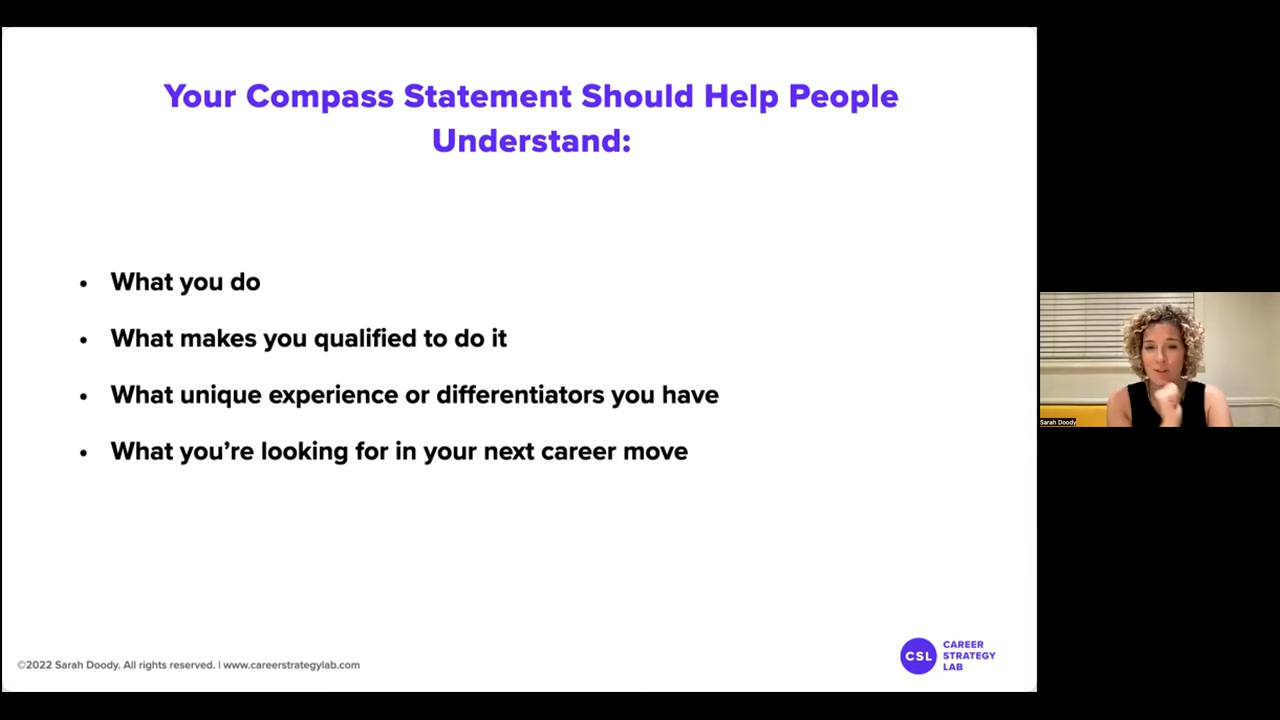 Your Compass Statement Should Help People
Understand:
• What you do
• What makes you qualified to do it
• What unique experience or differentiators you have
• What you’re looking for in your next career move
©2022 Sarah Doody. All rights reserved. | www.careerstrategylab.com
CSL
CAREER
STRATEGY
LAB
Sarah Doody